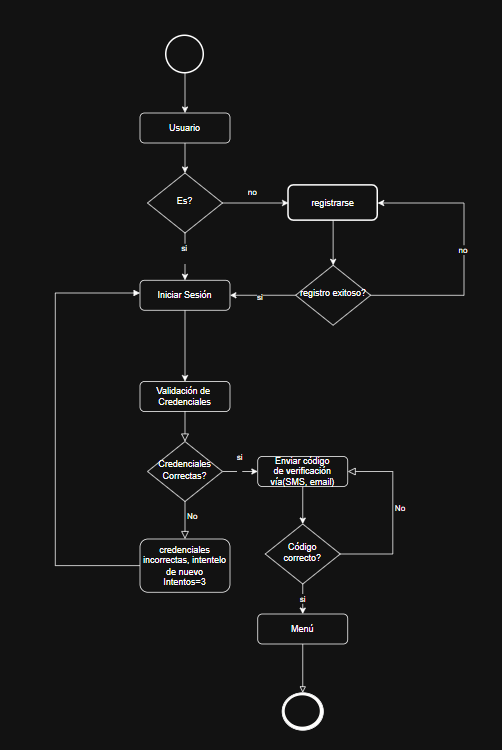 Usuario
Es?
no
registrarse
si
no
Iniciar Sesión
si
registro exitoso?
Validación de
Credenciales
Credenciales
Correctas?
si
Enviar código
de verificación
vía(SMS, email)
No
No
credenciales
incorrectas, intentelo
de nuevo
Intentos=3
Código
correcto?
si
Menú